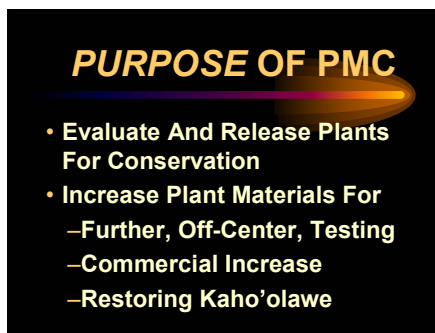 PURPOSE OF PMC
• Evaluate And Release Plants
For Conservation
• Increase Plant Materials For
–Further, Off-Center, Testing
–Commercial Increase
–Restoring Kaho’olawe